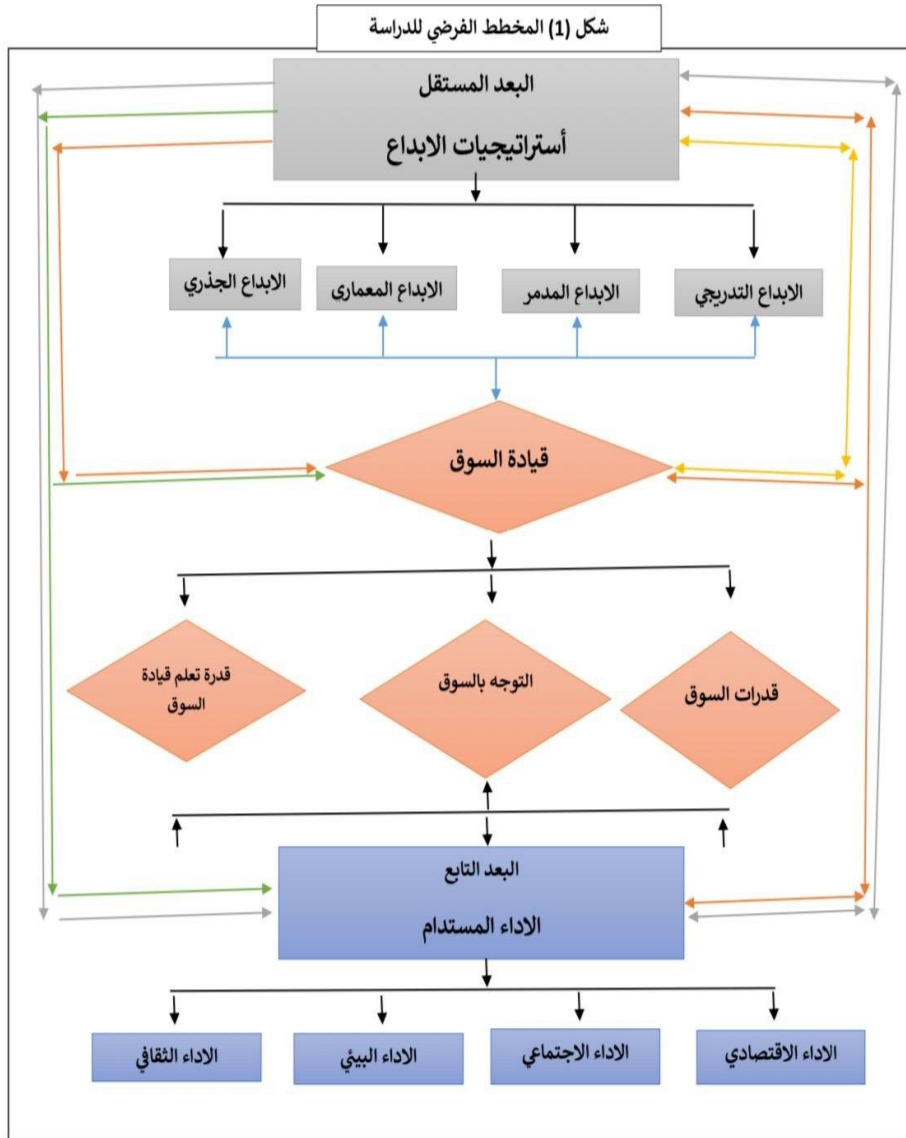 شكل (1) المخطط الفرضي للدراسة
البعد المستقل
أستراتيجيات الابداع
الابداع التدريجي
الابداع المدمر
الابداع المعمارى
الابداع الجذري
قيادة السوق
قدرات السوق
التوجه بالسوق
قدرة تعلم قيادة
السوق
البعد التابع
الاداء المستدام
الاداء الاقتصادي
الاداء الاجتماعي
الاداء البيئي
الاداء الثقافي